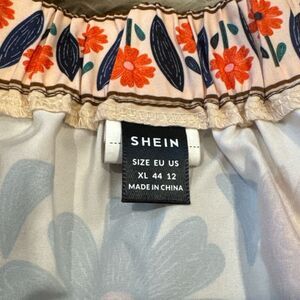 SHEIN
SIZE EU US
XL 44 12
MADE IN CHINA